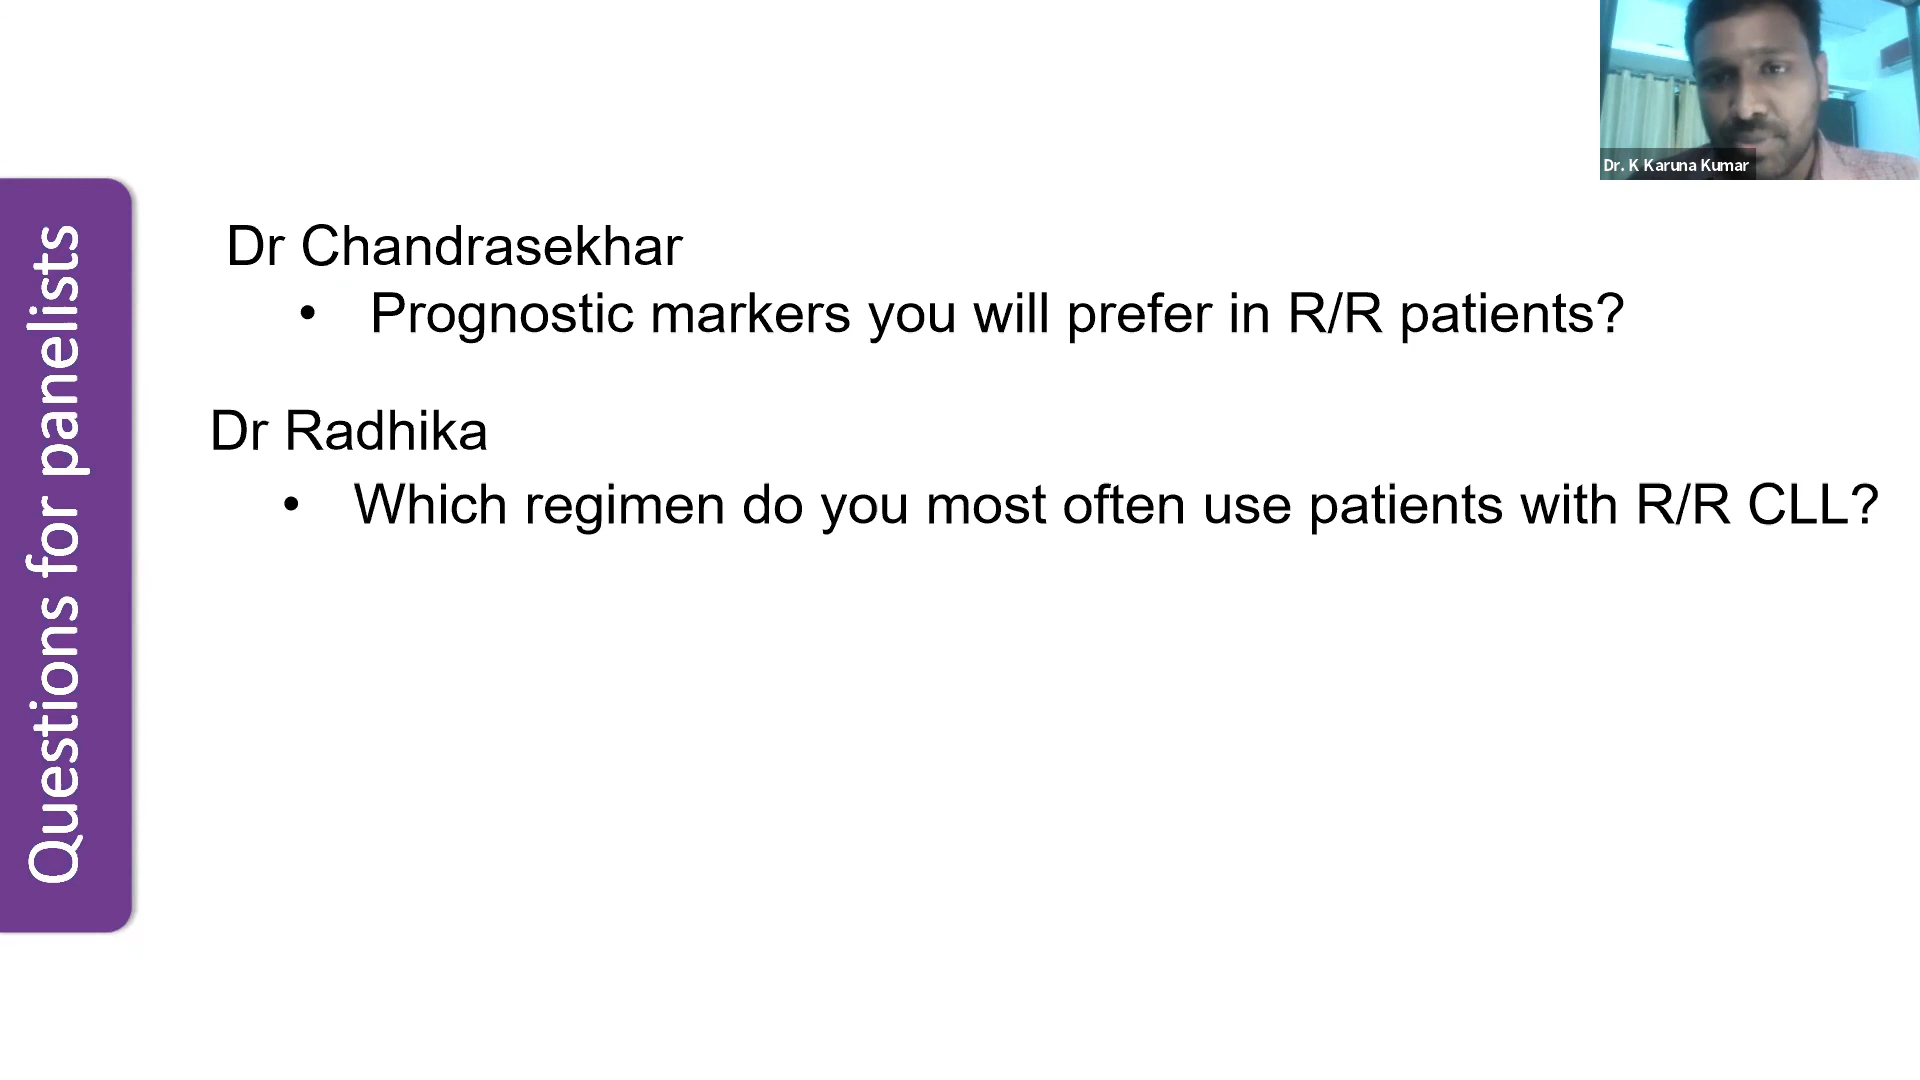 Dr. K Karuna Kumar
Questions for panelists
Dr Chandrasekhar
• Prognostic markers you will prefer in R/R patients?
Dr Radhika
• Which regimen do you most often use patients with R/R CLL?